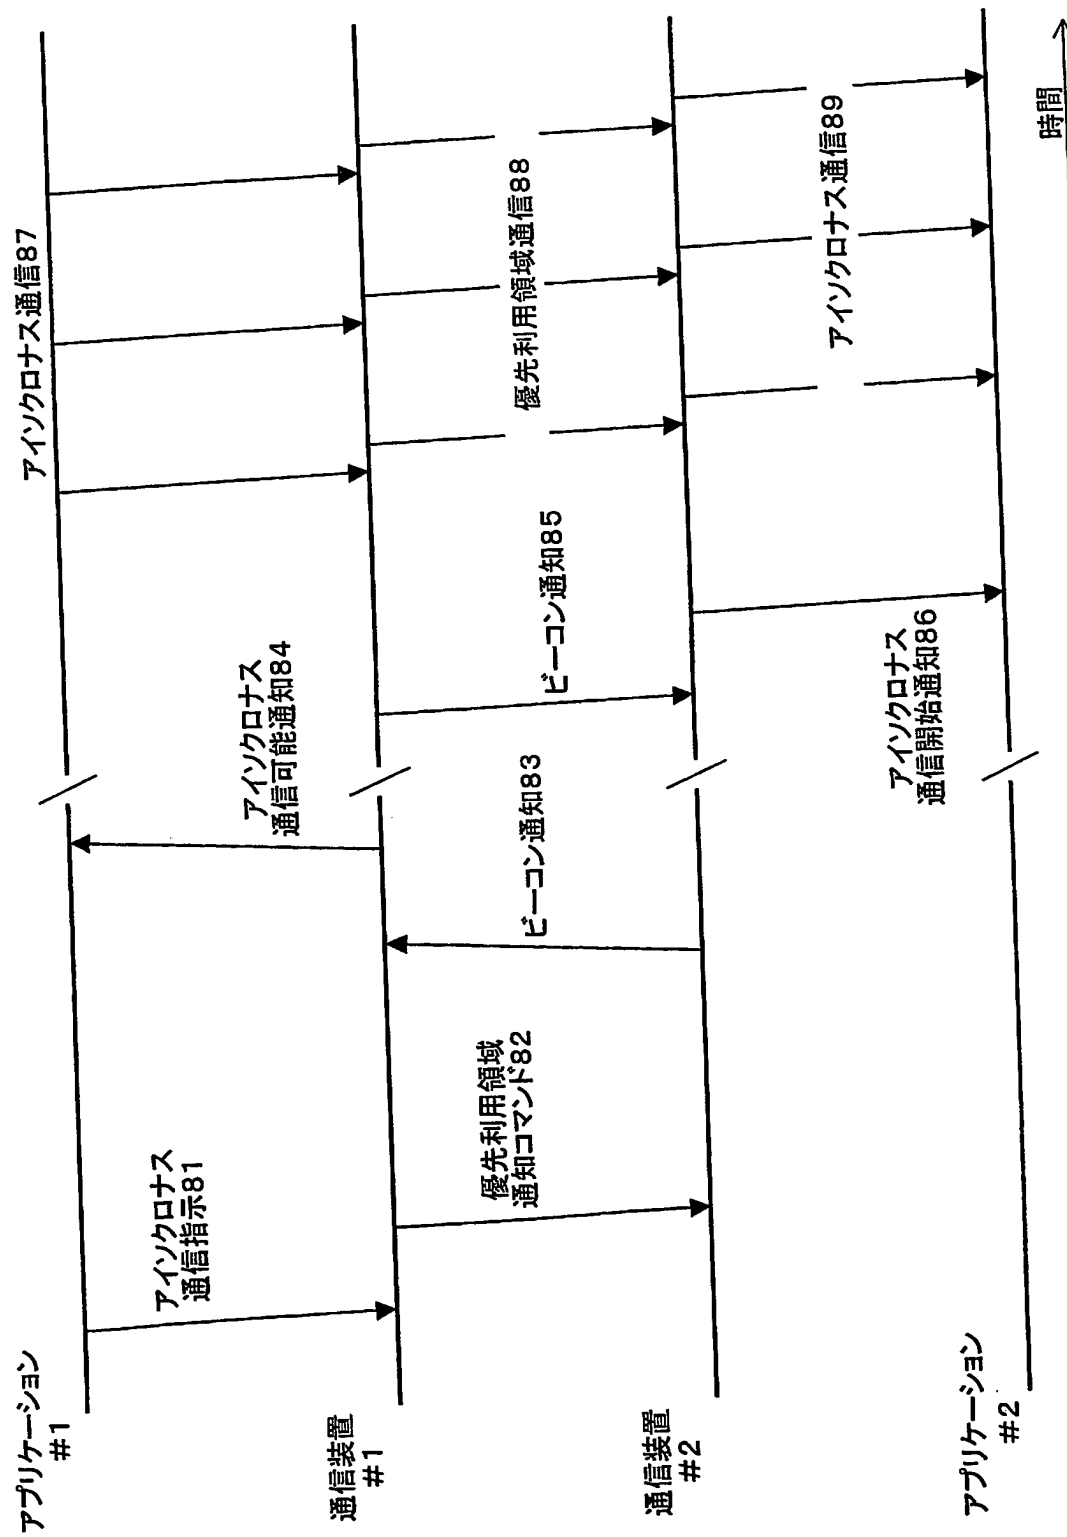 アプリケーション
#1
通信装置
#1
通信装置
#2
アプリケーション
#2
アイソクロナス
通信指示81
優先利用領域
通知コマンド82
ビーコン通知83
アイソクロナス
通信可能通知84
ビーコン通知85
アイソクロナス
通信開始通知86
アイソクロナス通信87
優先利用領域通信88
アイソクロナス通信89
時間